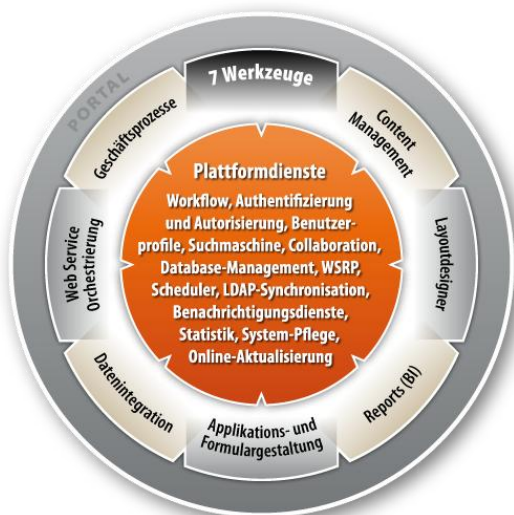 PORTAL
7 Werkzeuge
Content
Management
Layoutdesigner
Reports (BI)
Applikations- und
Formulargestaltung
Datenintegration
Web Service
Orchestrierung
Geschäftsprozesse
Plattformdienste
Workflow, Authentifizierung
und Autorisierung, Benutzer-
profile, Suchmaschine, Collaboration,
Database-Management, WSRP,
Scheduler, LDAP-Synchronisation,
Benachrichtigungsdienste,
Statistik, System-Pflege,
Online-Aktualisierung